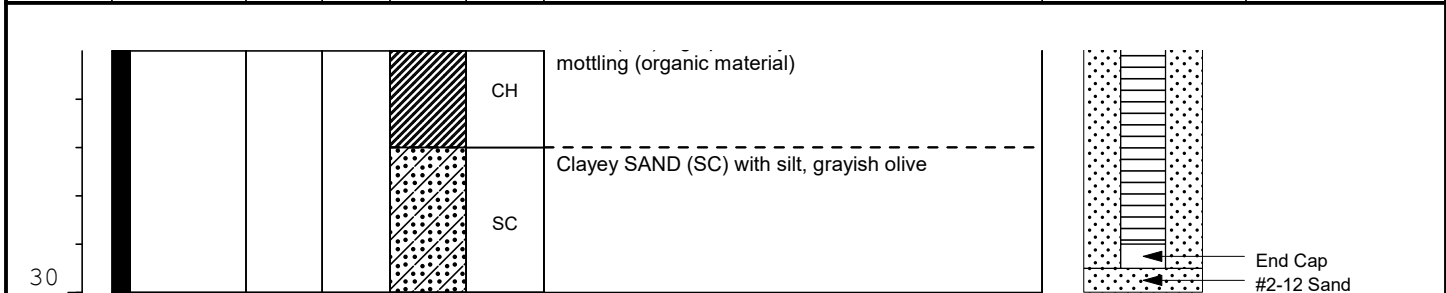 mottling (organic material)
CH
Clayey SAND (SC) with silt, grayish olive
SC
End Cap
30
#2-12 Sand